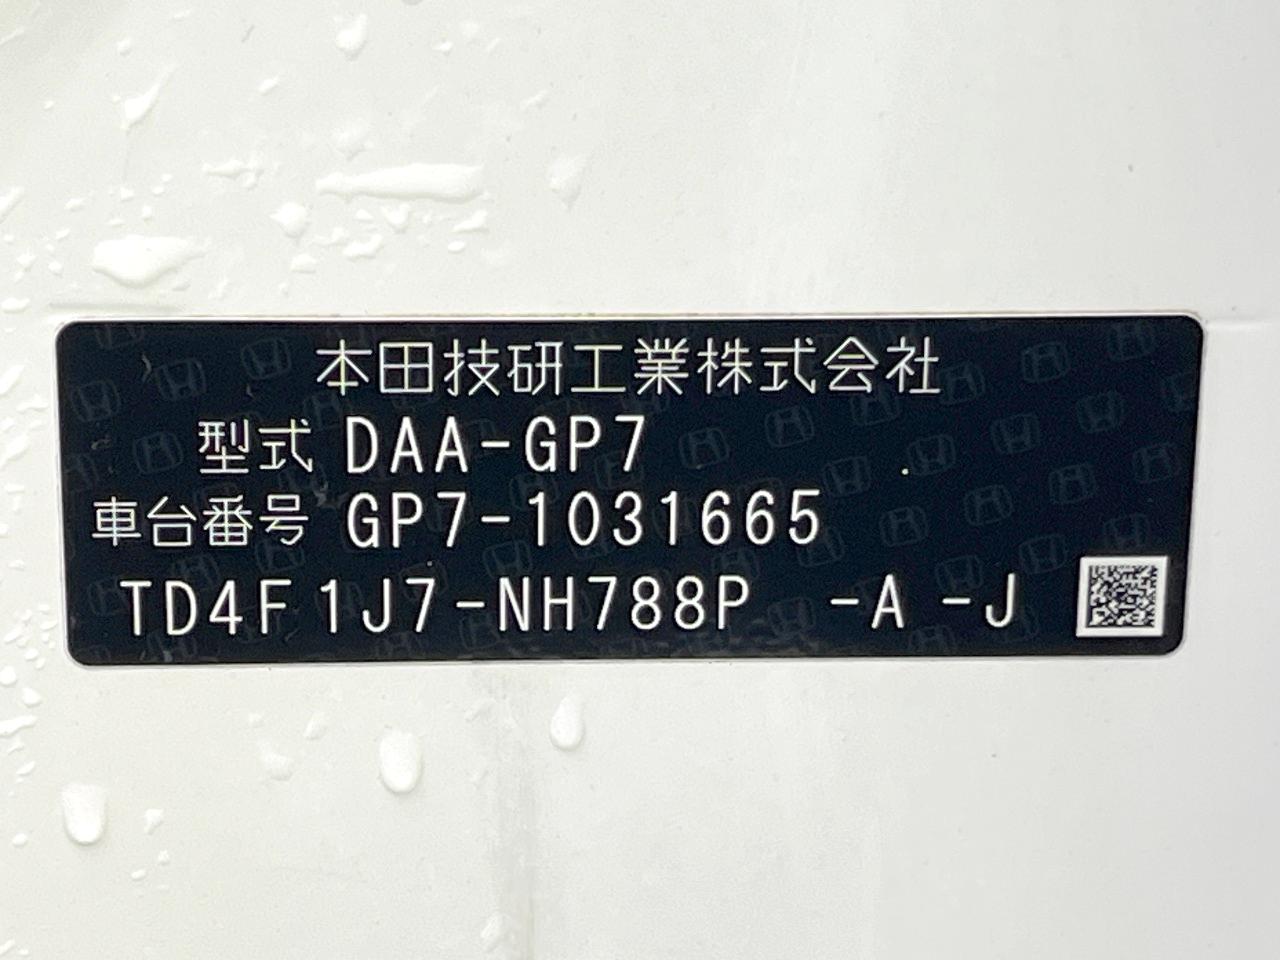 本田技研工業株式会社
型式 DAA-GP7
車台番号 GP7-1031665
TD4F1J7-NH788P -A -J